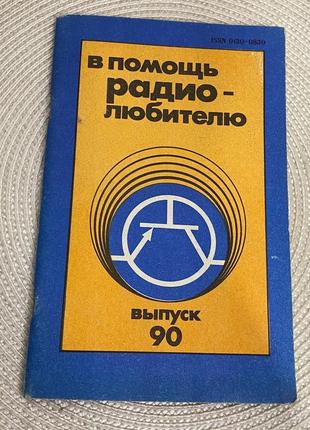 ISSN 0130-0830
В ПОМОЩЬ
РАДИО-
ЛЮБИТЕЛЮ
ВЫПУСК
90